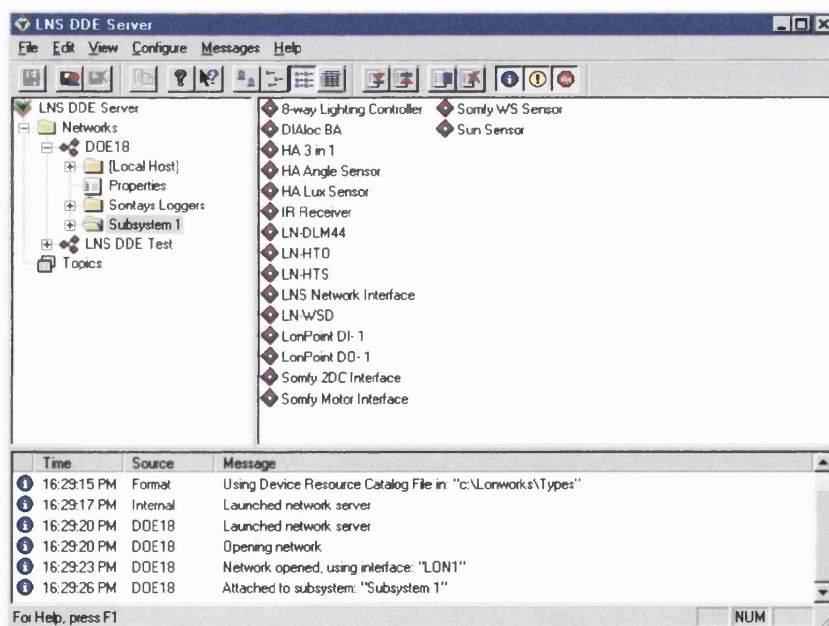 LNS DDE Server
File Edit View Configure Messages Help
LNS DDE Server
Networks
DOE18
[Local Host]
Properties
Sontays Loggers
Subsystem 1
LNS DDE Test
Topics
8-way Lighting Controller
DIAloc BA
HA 3 in 1
HA Angle Sensor
HA Lux Sensor
IR Receiver
LN-DLM44
LN-HTO
LN-HTS
LNS Network Interface
LN-WSD
LonPoint DI- 1
LonPoint DO- 1
Somfy 2DC Interface
Somfy Motor Interface
Somfy WS Sensor
Sun Sensor
Time Source Message
16:29:15 PM Format Using Device Resource Catalog File in: "c:\Lonworks\Types"
16:29:17 PM Internal Launched network server
16:29:20 PM DOE18 Launched network server
16:29:20 PM DOE18 Opening network
16:29:23 PM DOE18 Network opened, using interface: "LON1"
16:29:26 PM DOE18 Attached to subsystem: "Subsystem 1"
For Help, press F1 NUM